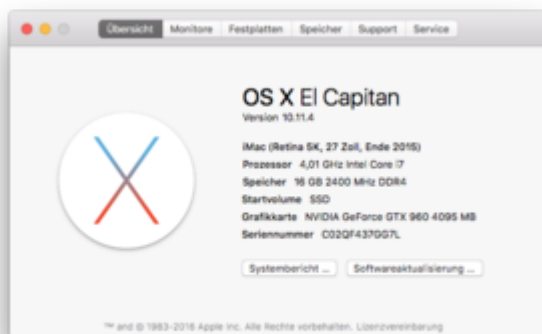 Übersicht Monitore Festplatten Speicher Support Service
OS X El Capitan
Version 10.11.4
iMac (Retina 5K, 27 Zoll, Ende 2015)
Prozessor 4,01 GHz Intel Core i7
Speicher 16 GB 2400 MHz DDR4
Startvolume SSD
Grafikkarte NVIDIA GeForce GTX 960 4095 MB
Seriennummer C02QF437GG7L
Systembericht ... Softwareaktualisierung ...
™ and © 1983-2016 Apple Inc. Alle Rechte vorbehalten. Lizenzvereinbarung